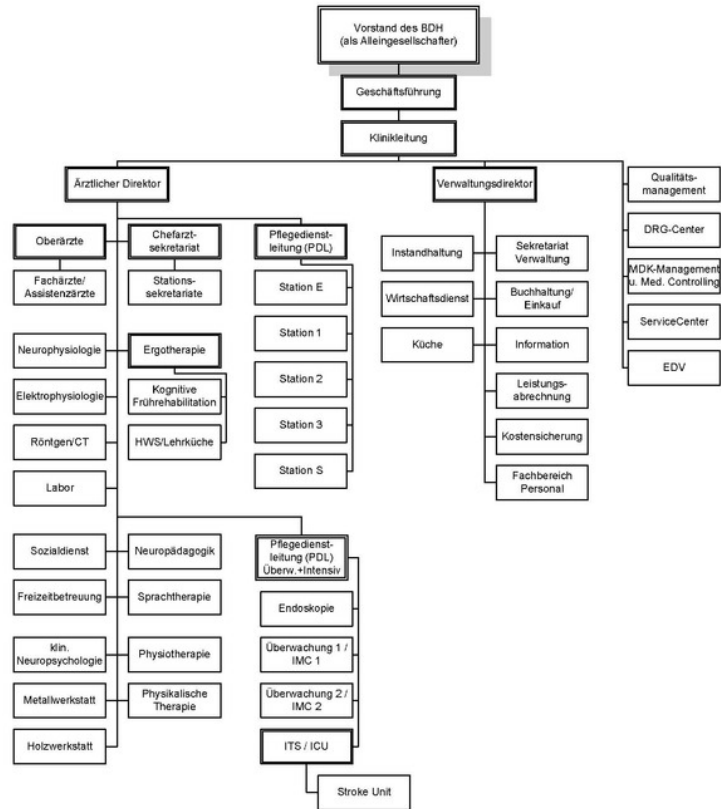 Vorstand des BDH
(als Alleingesellschafter)
Geschäftsführung
Klinikleitung
Ärztlicher Direktor
Verwaltungsdirektor
Qualitäts-
management
DRG-Center
MDK-Management
u. Med. Controlling
ServiceCenter
EDV
Oberärzte
Chefarzt-
sekretariat
Pflegedienst-
leitung (PDL)
Fachärzte/
Assistenzärzte
Stations-
sekretariate
Station E
Station 1
Station 2
Station 3
Station S
Neurophysiologie
Ergotherapie
Elektrophysiologie
Kognitive
Frührehabilitation
Röntgen/CT
HWS/Lehrküche
Labor
Instandhaltung
Sekretariat
Verwaltung
Wirtschaftsdienst
Buchhaltung/
Einkauf
Küche
Information
Leistungs-
abrechnung
Kostensicherung
Fachbereich
Personal
Sozialdienst
Neuropädagogik
Pflegedienst-
leitung (PDL)
Überw.+Intensiv
Freizeitbetreuung
Sprachtherapie
Endoskopie
klin.
Neuropsychologie
Physiotherapie
Überwachung 1 /
IMC 1
Metallwerkstatt
Physikalische
Therapie
Überwachung 2 /
IMC 2
Holzwerkstatt
ITS / ICU
Stroke Unit